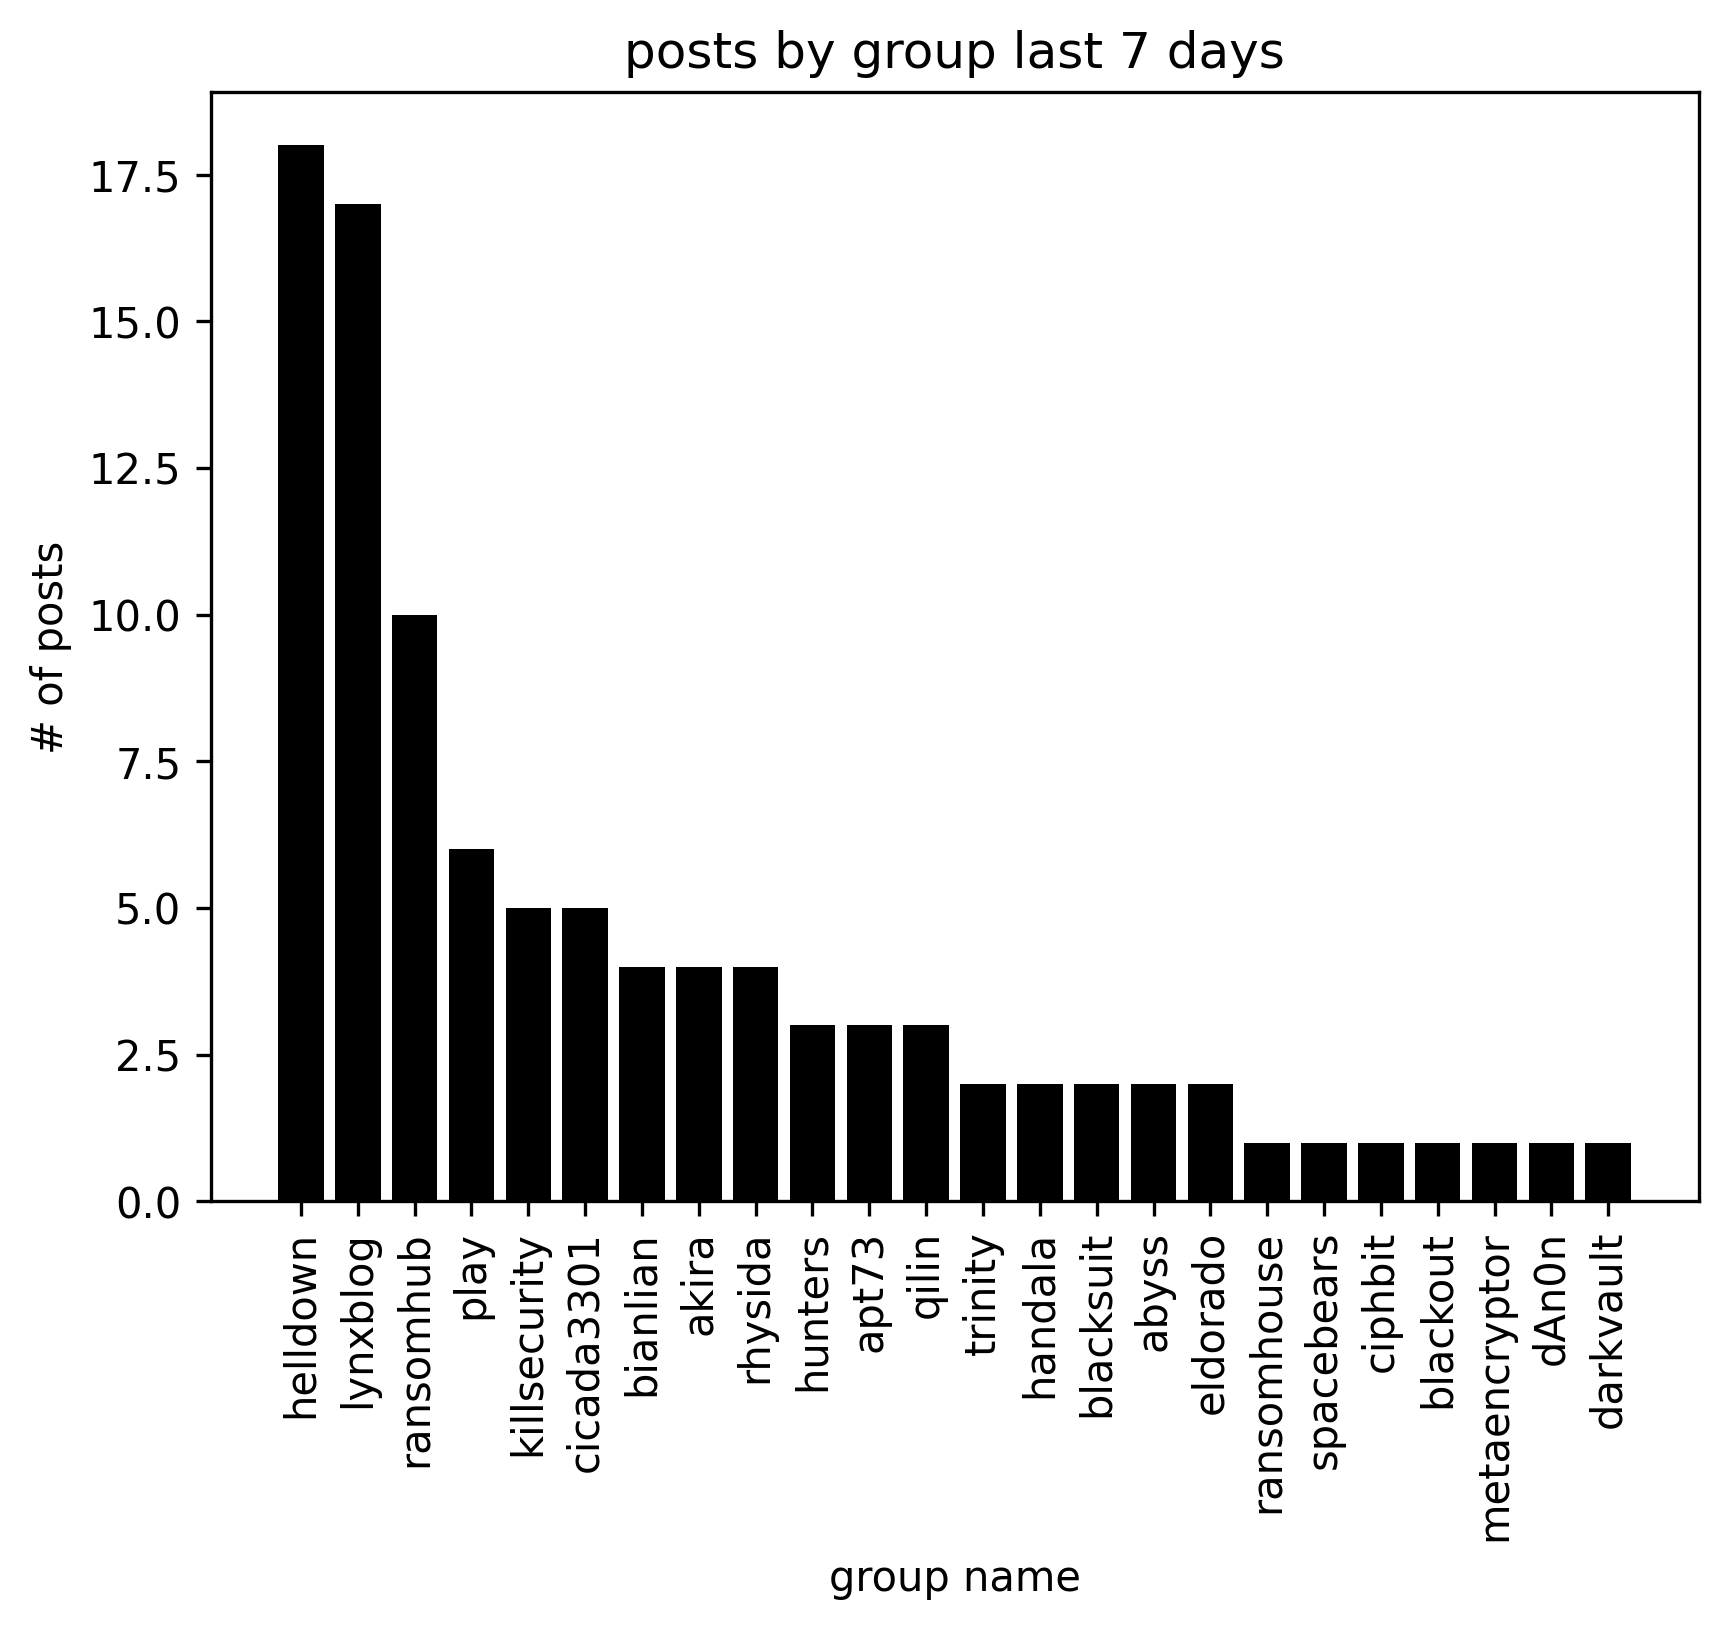 posts by group last 7 days
# of posts
17.5
15.0
12.5
10.0
7.5
5.0
2.5
0.0
helldown
lynxblog
ransomhub
play
killsecurity
cicada3301
bianlian
akira
rhysida
hunters
apt73
qilin
trinity
handala
blacksuit
abyss
eldorado
ransomhouse
spacebears
ciphbit
blackout
metaencryptor
dAn0n
darkvault
group name